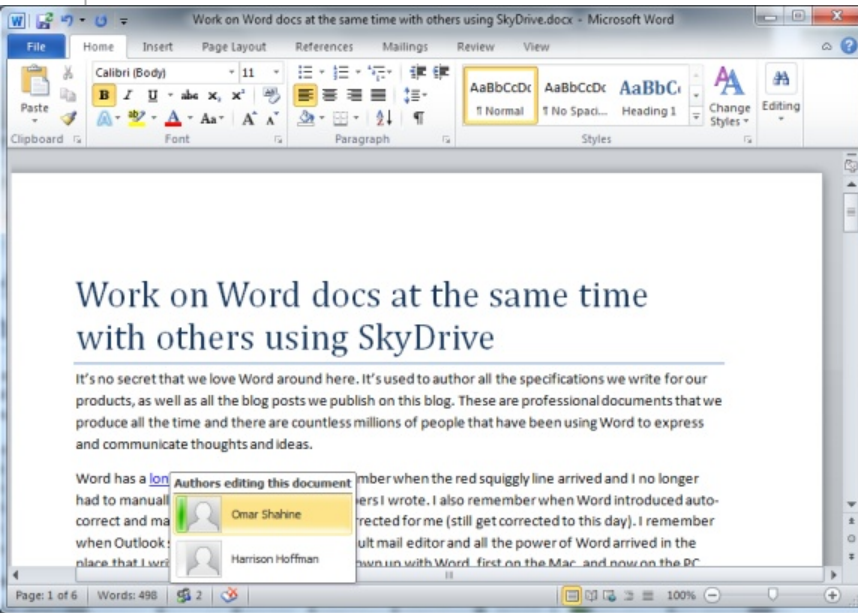 Work on Word docs at the same time with others using SkyDrive.docx - Microsoft Word
File Home Insert Page Layout References Mailings Review View
Calibri (Body) 11
Paste
B I U abc x₂ x²
Aa A A
AaBbCcDc AaBbCcDc AaBbC
¶ Normal ¶ No Spaci... Heading 1
Change Styles
Editing
Clipboard Font Paragraph Styles
Work on Word docs at the same time
with others using SkyDrive
It's no secret that we love Word around here. It's used to author all the specifications we write for our
products, as well as all the blog posts we publish on this blog. These are professional documents that we
produce all the time and there are countless millions of people that have been using Word to express
and communicate thoughts and ideas.
Word has a lon mber when the red squiggly line arrived and I no longer
had to manuall ers I wrote. I also remember when Word introduced auto-
correct and ma rrected for me (still get corrected to this day). I remember
when Outlook ult mail editor and all the power of Word arrived in the
place that I wri own up with Word, first on the Mac, and now on the PC
Authors editing this document
Omar Shahine
Harrison Hoffman
Page: 1 of 6 Words: 498 2 100%